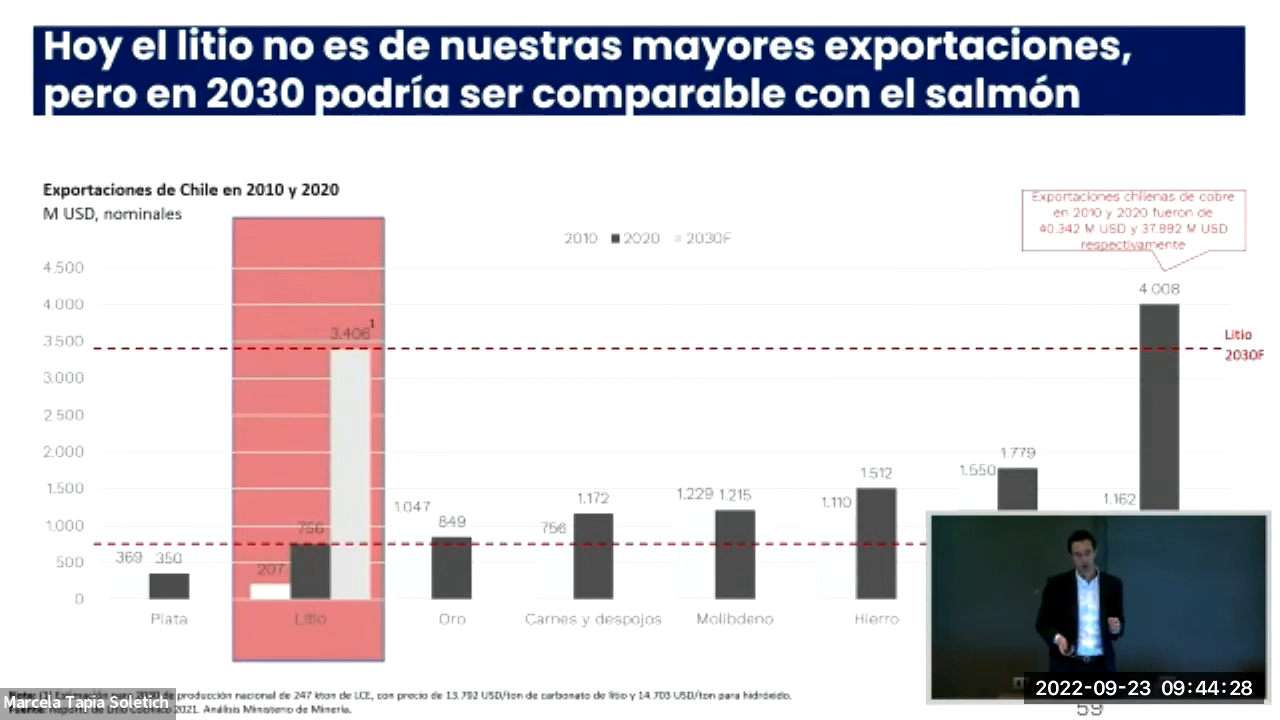 Hoy el litio no es de nuestras mayores exportaciones,
pero en 2030 podría ser comparable con el salmón
Exportaciones de Chile en 2010 y 2020
M USD, nominales
2010 2020 2030F
Exportaciones chilenas de cobre
en 2010 y 2020 fueron de
40.342 M USD y 37.992 M USD
respectivamente
4.500
4.000
3.500
3.000
2.500
2.000
1.500
1.000
500
0
369 350
207
756
3.406¹
1.047
849
756
1.172
1.229 1.215
1.110
1.512
1.550
1.779
1.162
4.008
Litio
2030F
Plata Litio Oro Carnes y despojos Molibdeno Hierro
de producción nacional de 247 kton de LCE, con precio de 13.792 USD/ton de carbonato de litio y 14.703 USD/ton para hidróxido.
2021. Análisis Ministerio de Minería.
Marcela Tapia Soletich
2022-09-23 09:44:28
59